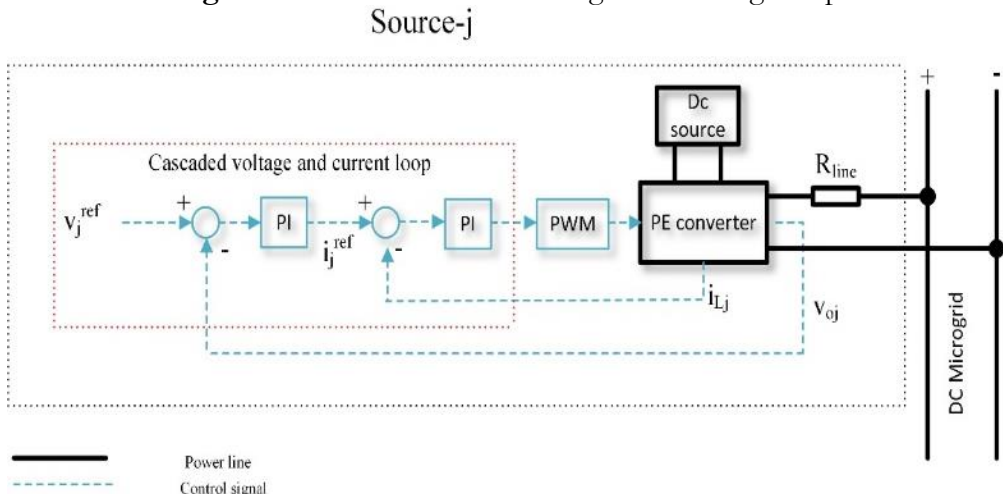 Source-j
+
-
Dc
source
Cascaded voltage and current loop
R_line
v_j^ref
+
-
PI
i_j^ref
+
-
PI
PWM
PE converter
i_Lj
v_oj
DC Microgrid
Power line
Control signal